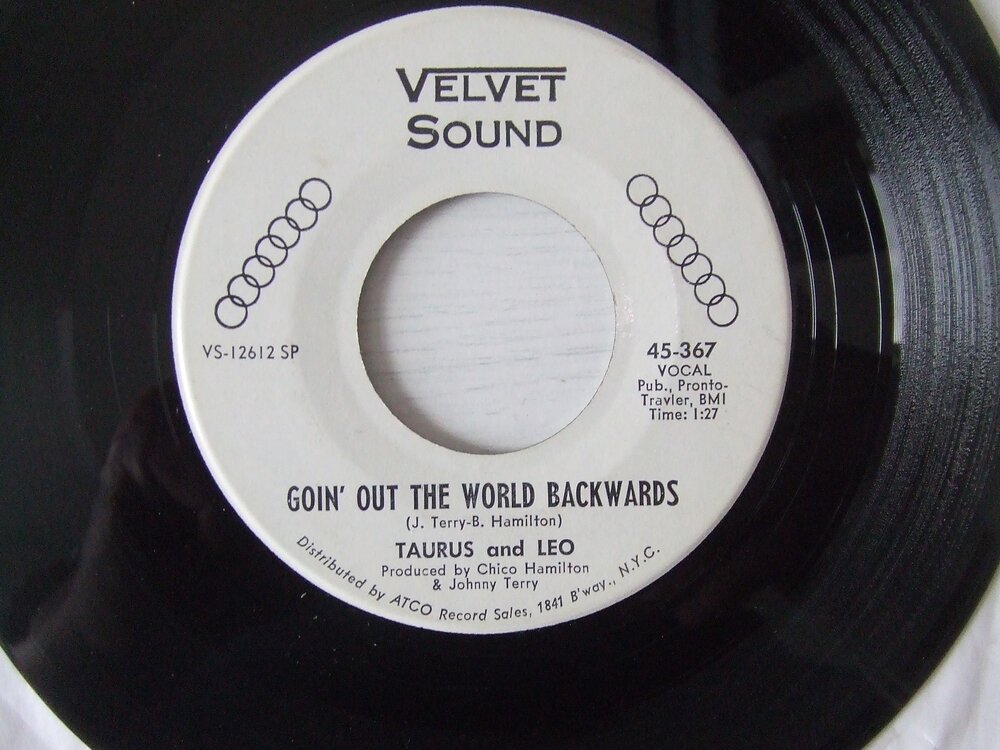 VELVET
SOUND
VS-12612 SP
45-367
VOCAL
Pub., Pronto-
Travler, BMI
Time: 1:27
GOIN' OUT THE WORLD BACKWARDS
(J. Terry-B. Hamilton)
TAURUS and LEO
Produced by Chico Hamilton
& Johnny Terry
Distributed by ATCO Record Sales, 1841 B'way., N.Y.C.